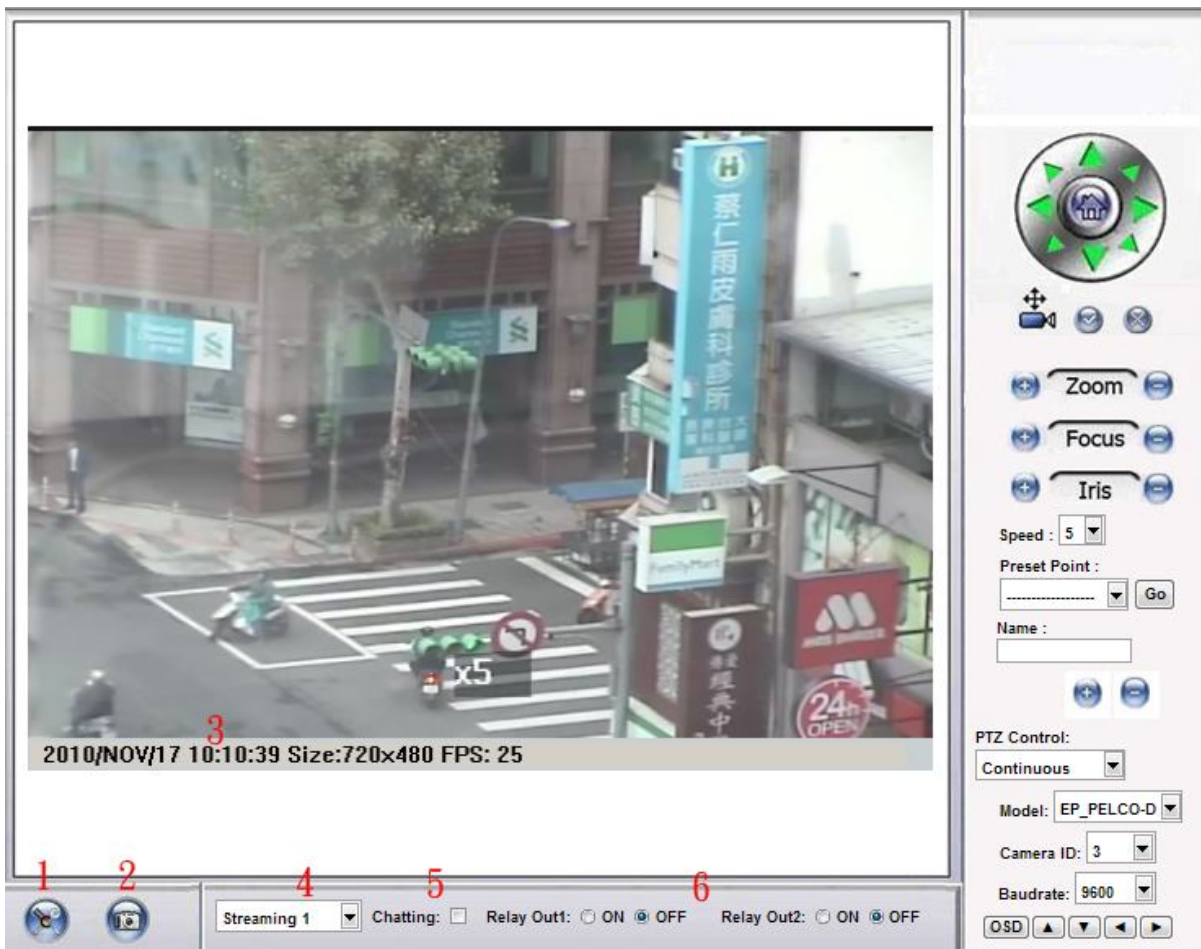 H
蔡仁雨皮膚科診所
FamilyMart
MOS BURGER
24h
OPEN
x5
3
2010/NOV/17 10:10:39 Size:720x480 FPS: 25
1
2
4
5
6
Streaming 1
Chatting:
Relay Out1: ON OFF
Relay Out2: ON OFF
Zoom
Focus
Iris
Speed : 5
Preset Point :
------------------- Go
Name :
PTZ Control:
Continuous
Model: EP_PELCO-D
Camera ID: 3
Baudrate: 9600
OSD